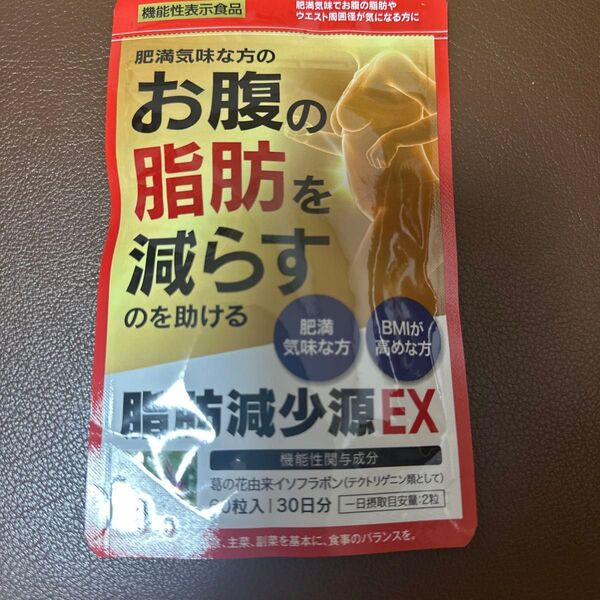 機能性表示食品
肥満気味でお腹の脂肪や
ウエスト周囲径が気になる方に
肥満気味な方の
お腹の
脂肪を
減らす
のを助ける
肥満
気味な方
BMIが
高めな方
脂肪減少源EX
機能性関与成分
葛の花由来イソフラボン(テクトリゲニン類として)
0粒入 | 30日分
一日摂取目安量:2粒
主菜、副菜を基本に、食事のバランスを。